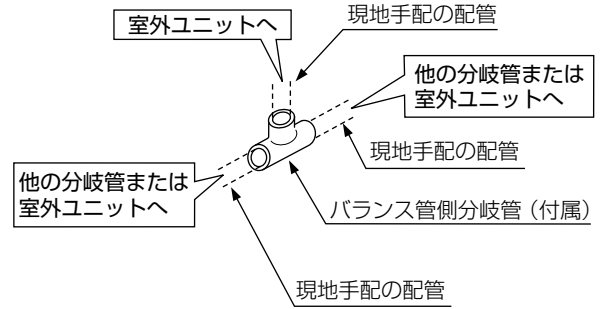 室外ユニットへ
現地手配の配管
他の分岐管または
室外ユニットへ
現地手配の配管
他の分岐管または
室外ユニットへ
バランス管側分岐管（付属）
現地手配の配管